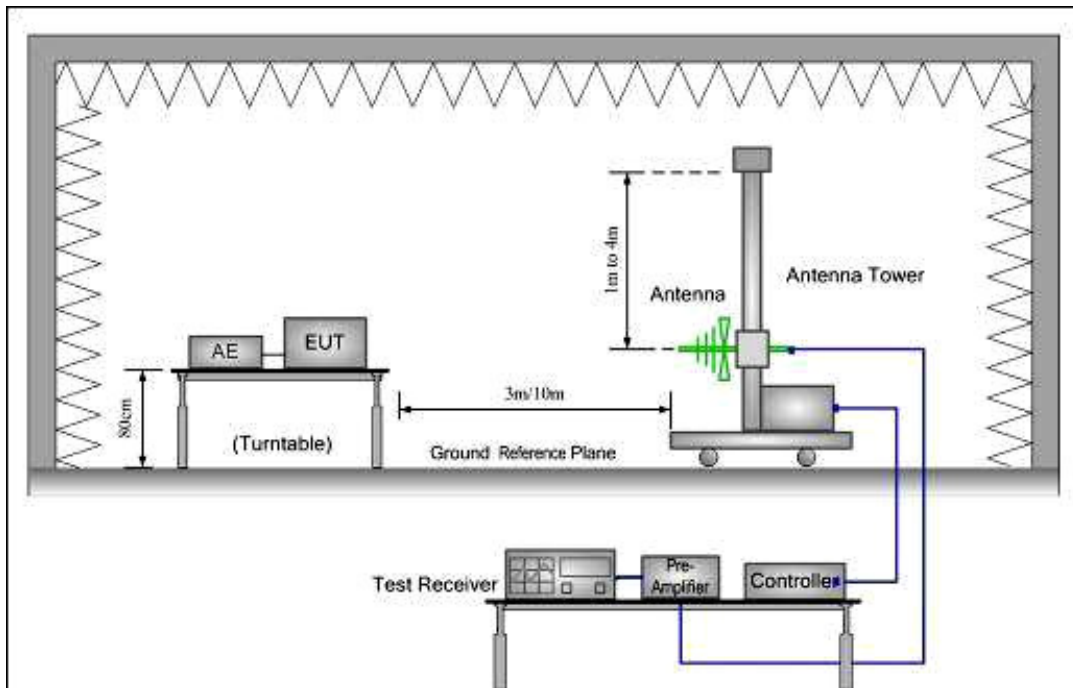 1m to 4m
Antenna
Antenna Tower
AE
EUT
80cm
3m/10m
(Turntable)
Ground Reference Plane
Test Receiver
Pre-
Amplifier
Controller